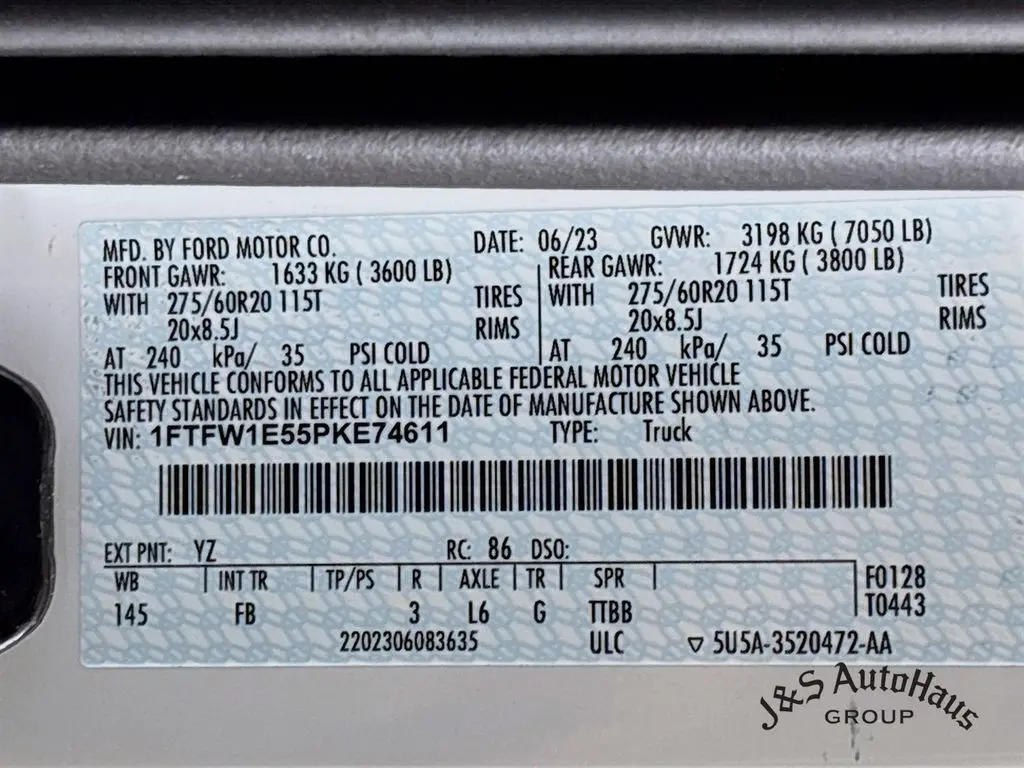 MFD. BY FORD MOTOR CO. DATE: 06/23 GVWR: 3198 KG ( 7050 LB)
FRONT GAWR: 1633 KG ( 3600 LB) REAR GAWR: 1724 KG ( 3800 LB)
WITH 275/60R20 115T TIRES WITH 275/60R20 115T TIRES
20x8.5J RIMS 20x8.5J RIMS
AT 240 kPa/ 35 PSI COLD AT 240 kPa/ 35 PSI COLD
THIS VEHICLE CONFORMS TO ALL APPLICABLE FEDERAL MOTOR VEHICLE
SAFETY STANDARDS IN EFFECT ON THE DATE OF MANUFACTURE SHOWN ABOVE.
VIN: 1FTFW1E55PKE74611 TYPE: Truck
EXT PNT: YZ RC: 86 DSO:
WB INT TR TP/PS R AXLE TR SPR F0128
145 FB 3 L6 G TTBB T0443
2202306083635 ULC ▽ 5U5A-3520472-AA
J&S AutoHaus
GROUP